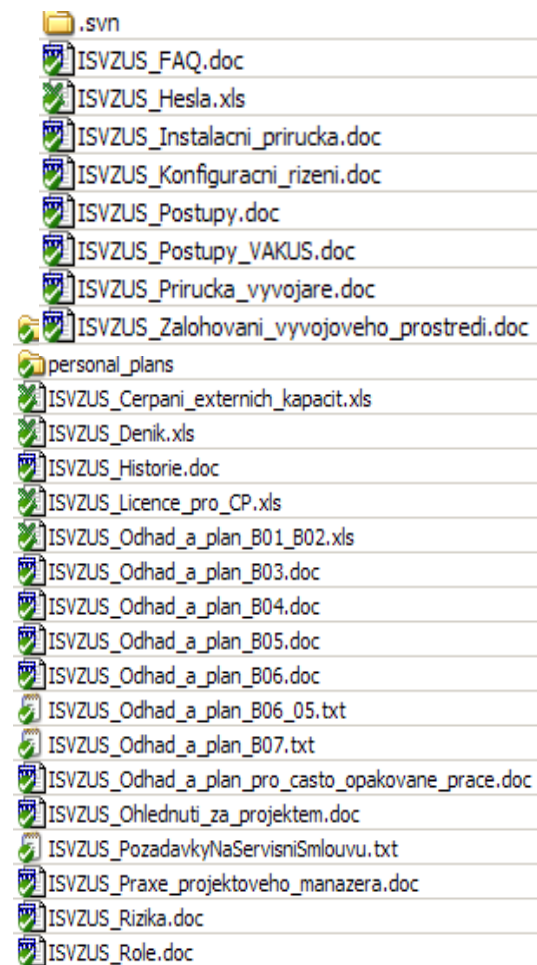 .svn
ISVZUS_FAQ.doc
ISVZUS_Hesla.xls
ISVZUS_Instalacni_prirucka.doc
ISVZUS_Konfiguracni_rizeni.doc
ISVZUS_Postupy.doc
ISVZUS_Postupy_VAKUS.doc
ISVZUS_Prirucka_vyvojare.doc
ISVZUS_Zalohovani_vyvojoveho_prostredi.doc
personal_plans
ISVZUS_Cerpani_externich_kapacit.xls
ISVZUS_Denik.xls
ISVZUS_Historie.doc
ISVZUS_Licence_pro_CP.xls
ISVZUS_Odhad_a_plan_B01_B02.xls
ISVZUS_Odhad_a_plan_B03.doc
ISVZUS_Odhad_a_plan_B04.doc
ISVZUS_Odhad_a_plan_B05.doc
ISVZUS_Odhad_a_plan_B06.doc
ISVZUS_Odhad_a_plan_B06_05.txt
ISVZUS_Odhad_a_plan_B07.txt
ISVZUS_Odhad_a_plan_pro_casto_opakovane_prace.doc
ISVZUS_Ohlednuti_za_projektem.doc
ISVZUS_PozadavkyNaServisniSmlouvu.txt
ISVZUS_Praxe_projektoveho_manazera.doc
ISVZUS_Rizika.doc
ISVZUS_Role.doc